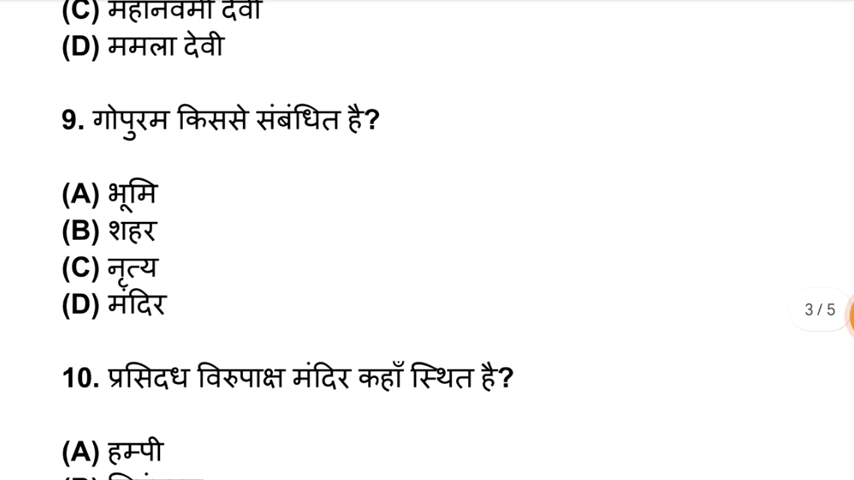 (C) महानवमी देवी
(D) ममला देवी
9. गोपुरम किससे संबंधित है?
(A) भूमि
(B) शहर
(C) नृत्य
(D) मंदिर
3 / 5
10. प्रसिदध विरुपाक्ष मंदिर कहाँ स्थित है?
(A) हम्पी